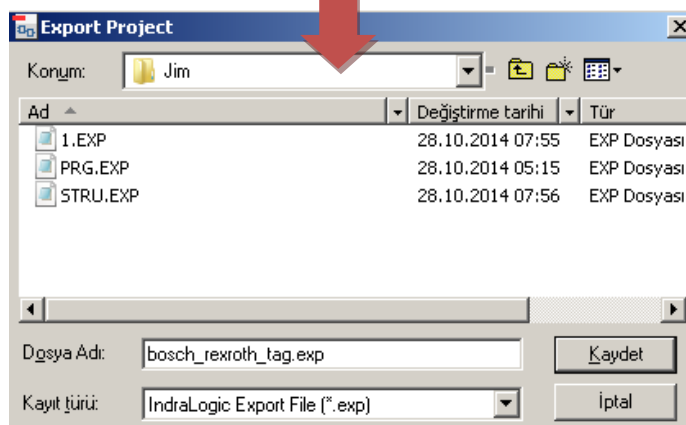 Export Project
Konum: Jim
Ad Değiştirme tarihi Tür
1.EXP 28.10.2014 07:55 EXP Dosyası
PRG.EXP 28.10.2014 05:15 EXP Dosyası
STRU.EXP 28.10.2014 07:56 EXP Dosyası
Dosya Adı: bosch_rexroth_tag.exp Kaydet
Kayıt türü: IndraLogic Export File (*.exp) İptal